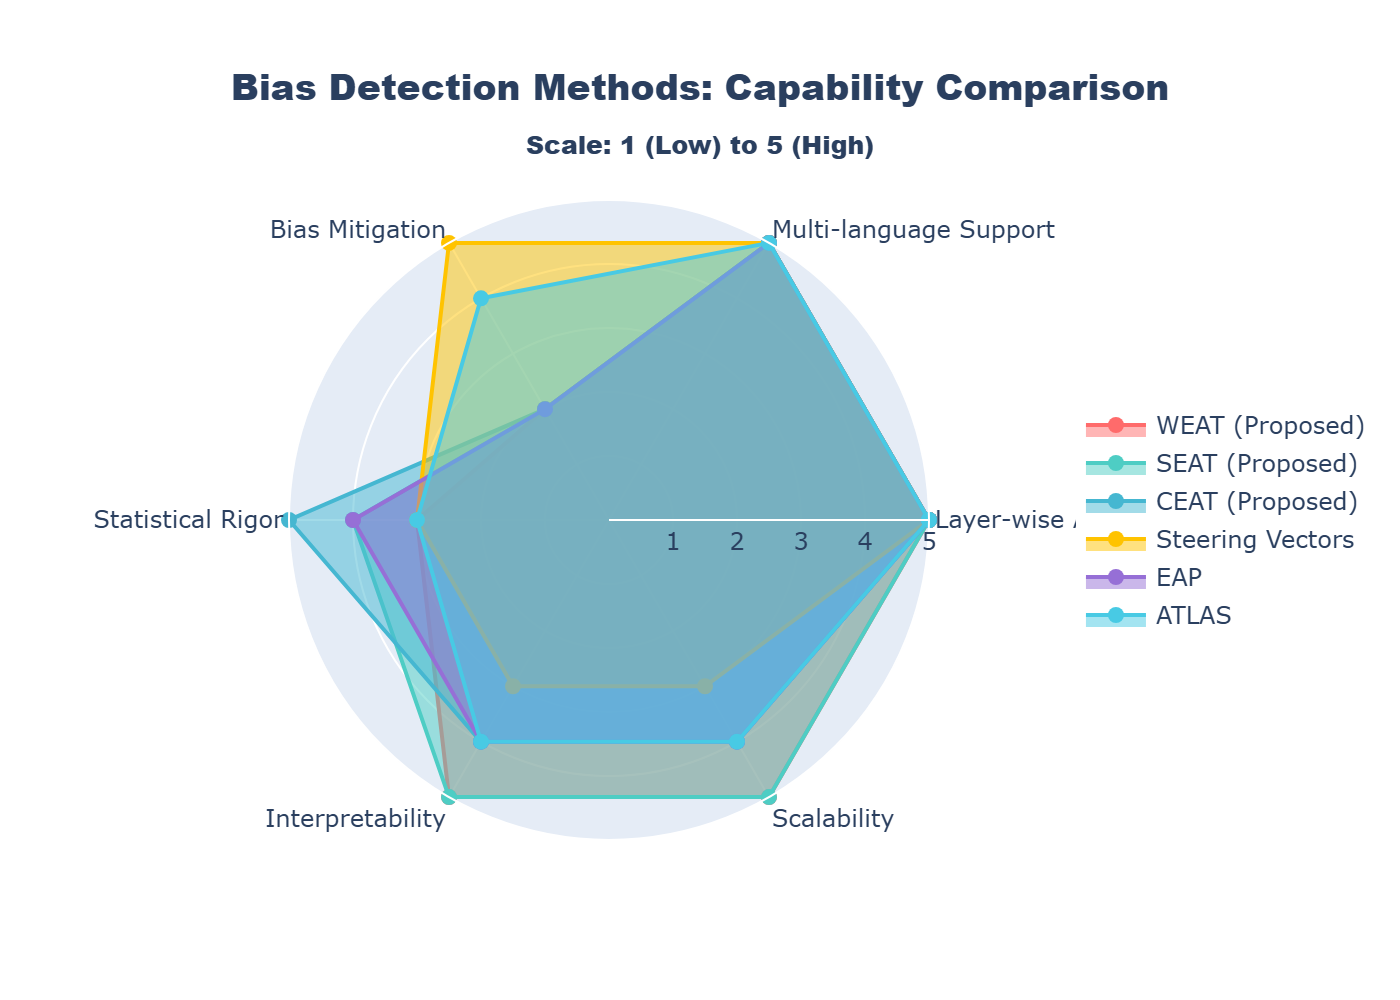 Bias Detection Methods: Capability Comparison
Scale: 1 (Low) to 5 (High)
Bias Mitigation
Multi-language Support
Statistical Rigor
Layer-wise
1 2 3 4 5
Interpretability
Scalability
WEAT (Proposed)
SEAT (Proposed)
CEAT (Proposed)
Steering Vectors
EAP
ATLAS